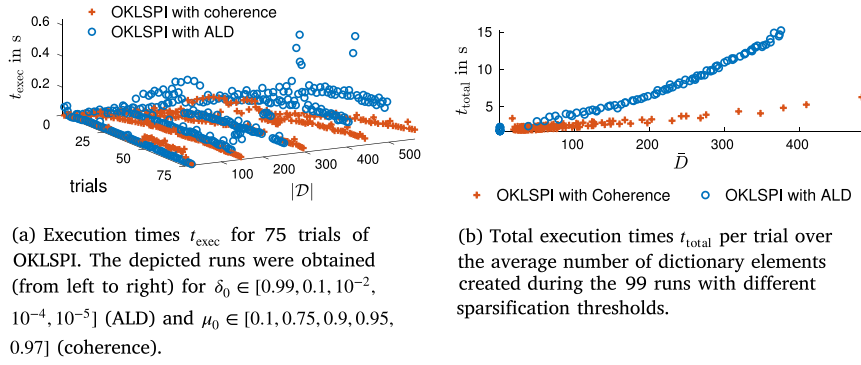 OKLSPI with coherence
OKLSPI with ALD
0.6
0.4
0.2
0
t_exec in s
25
50
75
trials
100
200
300
400
500
|𝒟|
t_total in s
15
10
5
100
200
300
400
D̄
OKLSPI with Coherence
OKLSPI with ALD
(a) Execution times t_exec for 75 trials of
OKLSPI. The depicted runs were obtained
(from left to right) for δ₀ ∈ [0.99, 0.1, 10⁻²,
10⁻⁴, 10⁻⁵] (ALD) and μ₀ ∈ [0.1, 0.75, 0.9, 0.95,
0.97] (coherence).
(b) Total execution times t_total per trial over
the average number of dictionary elements
created during the 99 runs with different
sparsification thresholds.